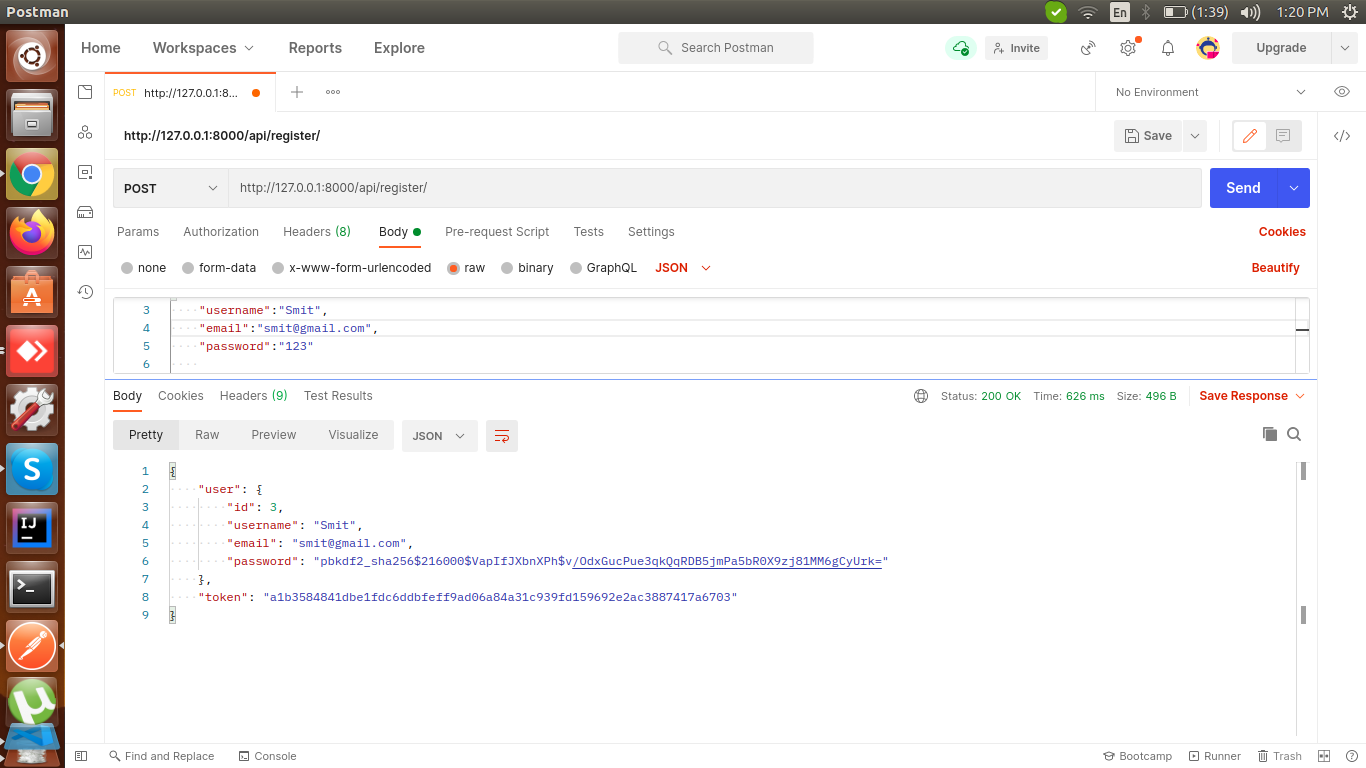 Postman
En
(1:39)
1:20 PM
Home
Workspaces
Reports
Explore
Search Postman
Invite
Upgrade
POST http://127.0.0.1:8...
No Environment
http://127.0.0.1:8000/api/register/
Save
POST
http://127.0.0.1:8000/api/register/
Send
Params
Authorization
Headers (8)
Body
Pre-request Script
Tests
Settings
Cookies
none
form-data
x-www-form-urlencoded
raw
binary
GraphQL
JSON
Beautify
3 "username":"Smit",
4 "email":"smit@gmail.com",
5 "password":"123"
6
Body
Cookies
Headers (9)
Test Results
Status: 200 OK
Time: 626 ms
Size: 496 B
Save Response
Pretty
Raw
Preview
Visualize
JSON
1 {
2 "user": {
3 "id": 3,
4 "username": "Smit",
5 "email": "smit@gmail.com",
6 "password": "pbkdf2_sha256$216000$VapIfJXbnXPh$v/OdxGucPue3qkQqRDB5jmPa5bR0X9zj81MM6gCyUrk="
7 },
8 "token": "a1b3584841dbe1fdc6ddbfeff9ad06a84a31c939fd159692e2ac3887417a6703"
9 }
Find and Replace
Console
Bootcamp
Runner
Trash